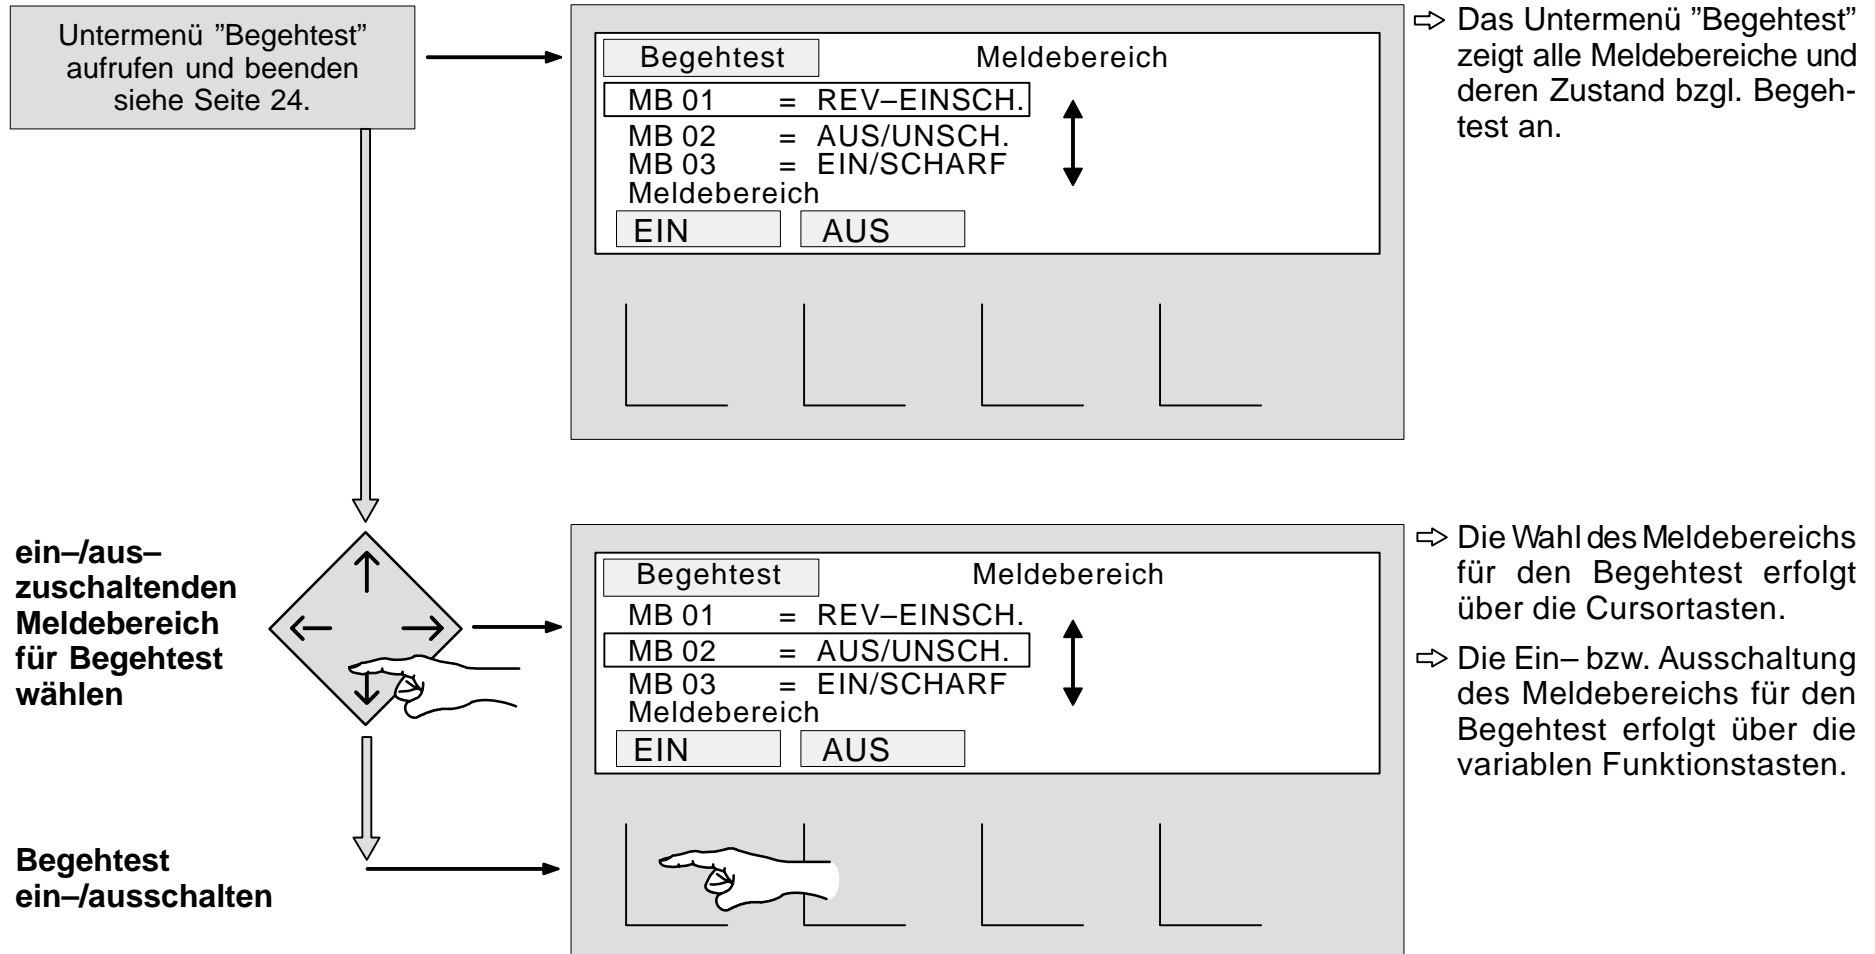 Untermenü ”Begehtest”
aufrufen und beenden
siehe Seite 24.
Begehtest Meldebereich
MB 01 = REV–EINSCH.
MB 02 = AUS/UNSCH.
MB 03 = EIN/SCHARF
Meldebereich
EIN AUS
Das Untermenü ”Begehtest”
zeigt alle Meldebereiche und
deren Zustand bzgl. Begeh-
test an.
ein–/aus–
zuschaltenden
Meldebereich
für Begehtest
wählen
Begehtest Meldebereich
MB 01 = REV–EINSCH.
MB 02 = AUS/UNSCH.
MB 03 = EIN/SCHARF
Meldebereich
EIN AUS
Die Wahl des Meldebereichs
für den Begehtest erfolgt
über die Cursortasten.
Die Ein– bzw. Ausschaltung
des Meldebereichs für den
Begehtest erfolgt über die
variablen Funktionstasten.
Begehtest
ein–/ausschalten